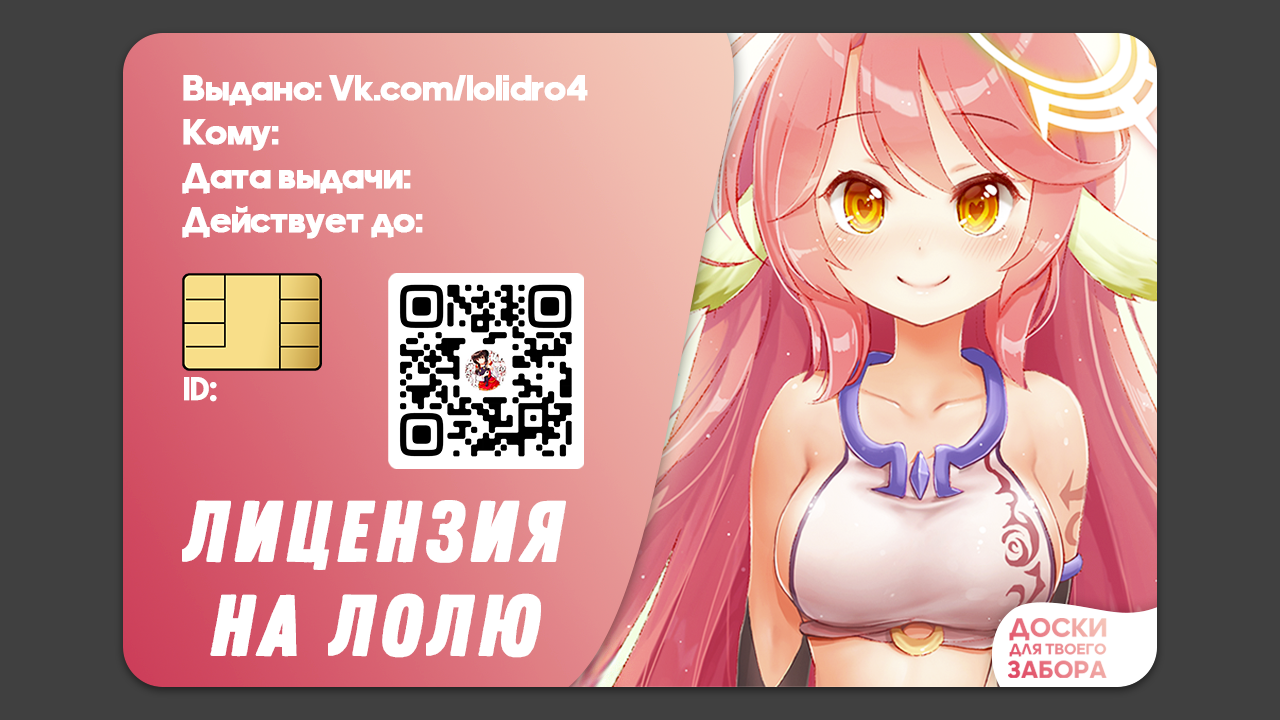 Выдано: Vk.com/lolidro4
Кому:
Дата выдачи:
Действует до:
ID:
ЛИЦЕНЗИЯ
НА ЛОЛЮ
ДОСКИ
ДЛЯ ТВОЕГО
ЗАБОРА